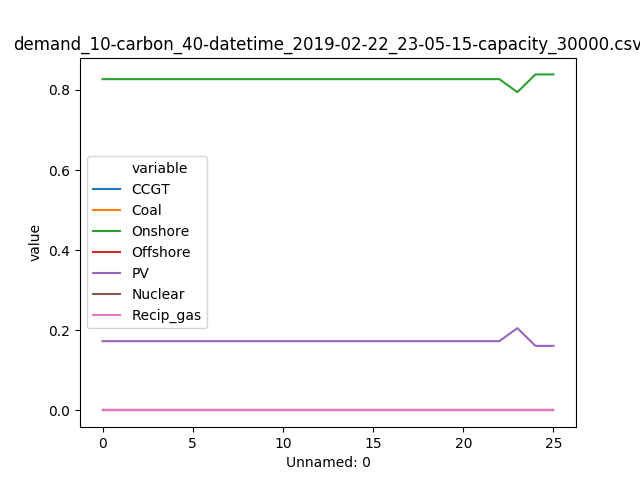 demand_10-carbon_40-datetime_2019-02-22_23-05-15-capacity_30000.csv
0.8
0.6
0.4
0.2
0.0
value
variable
CCGT
Coal
Onshore
Offshore
PV
Nuclear
Recip_gas
0 5 10 15 20 25
Unnamed: 0